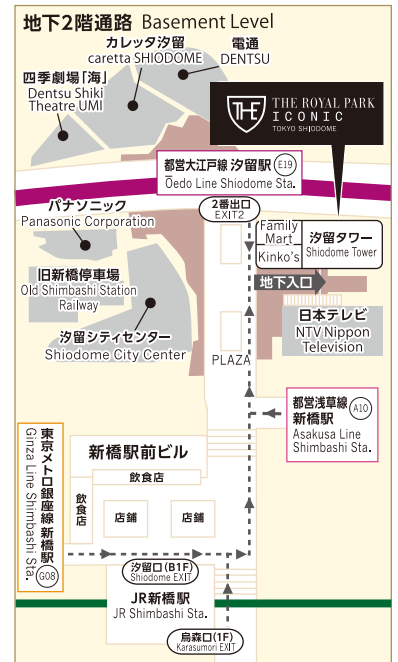 地下2階通路 Basement Level
カレッタ汐留
caretta SHIODOME
電通
DENTSU
四季劇場「海」
Dentsu Shiki
Theatre UMI
THE
THE ROYAL PARK
ICONIC
TOKYO SHIODOME
都営大江戸線 汐留駅 E19
Ōedo Line Shiodome Sta.
2番出口
EXIT2
パナソニック
Panasonic Corporation
Family
Mart
Kinko's
汐留タワー
Shiodome Tower
旧新橋停車場
Old Shimbashi Station
Railway
地下入口
汐留シティセンター
Shiodome City Center
日本テレビ
NTV Nippon
Television
PLAZA
都営浅草線
新橋駅
A10
Asakusa Line
Shimbashi Sta.
東京メトロ銀座線 新橋駅
Ginza Line Shimbashi Sta.
G08
新橋駅前ビル
飲食店
飲食店
店舗
店舗
汐留口(B1F)
Shiodome EXIT
JR新橋駅
JR Shimbashi Sta.
烏森口(1F)
Karasumori EXIT